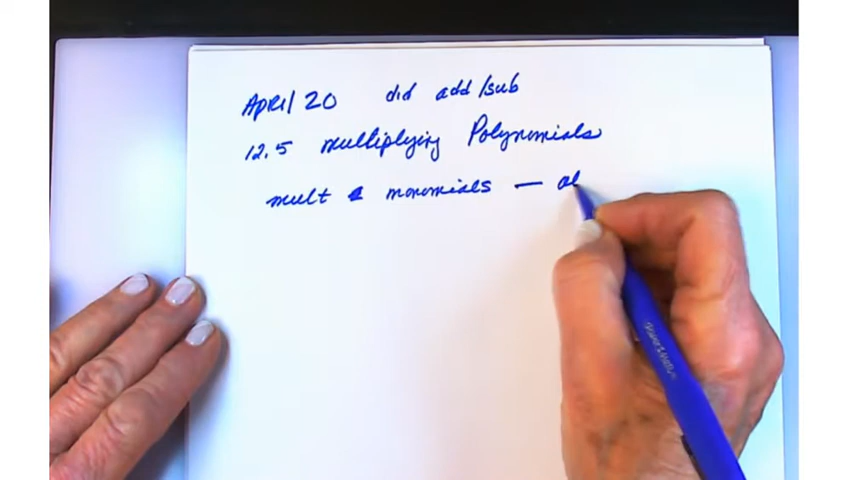 April 20 did add/sub
12.5 multiplying Polynomials
mult monomials —